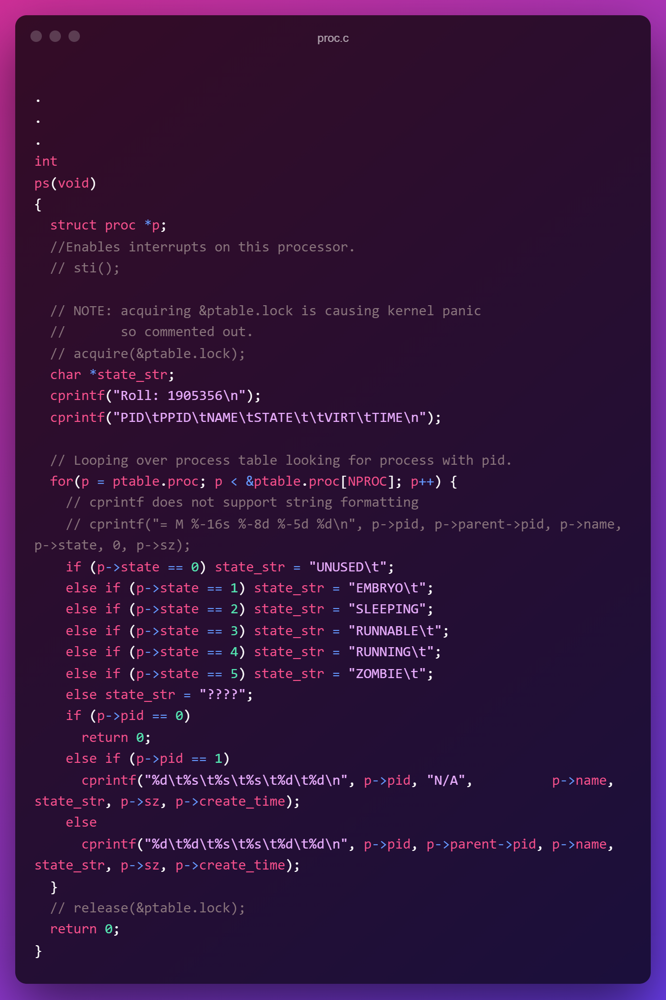 proc.c
.
.
.
int
ps(void)
{
  struct proc *p;
  //Enables interrupts on this processor.
  // sti();

  // NOTE: acquiring &ptable.lock is causing kernel panic
  //       so commented out.
  // acquire(&ptable.lock);
  char *state_str;
  cprintf("Roll: 1905356\n");
  cprintf("PID\tPPID\tNAME\tSTATE\t\tVIRT\tTIME\n");

  // Looping over process table looking for process with pid.
  for(p = ptable.proc; p < &ptable.proc[NPROC]; p++) {
    // cprintf does not support string formatting
    // cprintf("= M %-16s %-8d %-5d %d\n", p->pid, p->parent->pid, p->name,
p->state, 0, p->sz);
    if (p->state == 0) state_str = "UNUSED\t";
    else if (p->state == 1) state_str = "EMBRYO\t";
    else if (p->state == 2) state_str = "SLEEPING";
    else if (p->state == 3) state_str = "RUNNABLE\t";
    else if (p->state == 4) state_str = "RUNNING\t";
    else if (p->state == 5) state_str = "ZOMBIE\t";
    else state_str = "????";
    if (p->pid == 0)
      return 0;
    else if (p->pid == 1)
      cprintf("%d\t%s\t%s\t%s\t%d\t%d\n", p->pid, "N/A",          p->name,
state_str, p->sz, p->create_time);
    else
      cprintf("%d\t%d\t%s\t%s\t%d\t%d\n", p->pid, p->parent->pid, p->name,
state_str, p->sz, p->create_time);
  }
  // release(&ptable.lock);
  return 0;
}